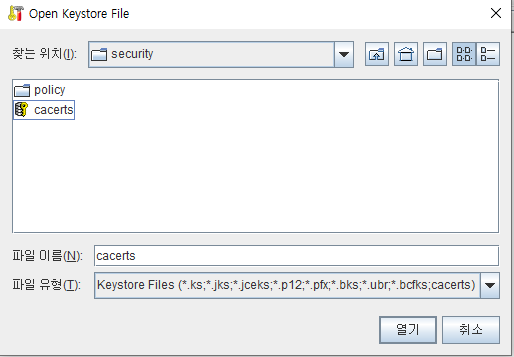 Open Keystore File
찾는 위치(I): security
policy
cacerts
파일 이름(N): cacerts
파일 유형(T): Keystore Files (*.ks;*.jks;*.jceks;*.p12;*.pfx;*.bks;*.ubr;*.bcfks;cacerts)
열기 취소